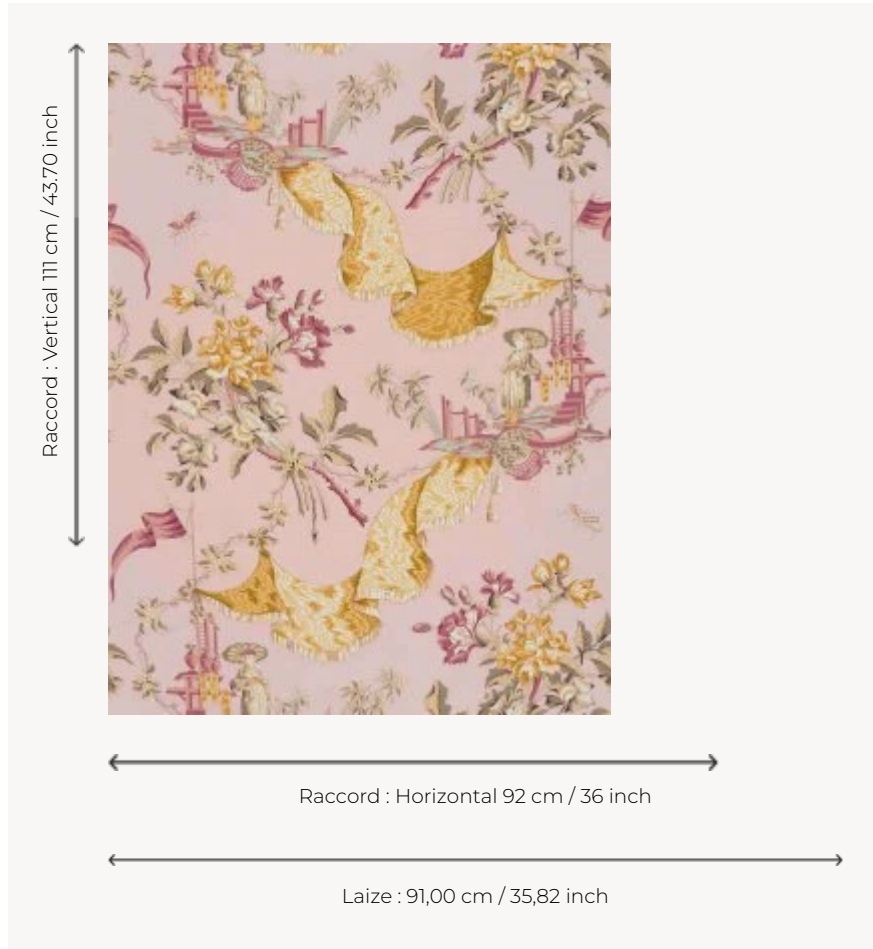 Raccord : Vertical 111 cm / 43.70 inch
Raccord : Horizontal 92 cm / 36 inch
Laize : 91,00 cm / 35,82 inch